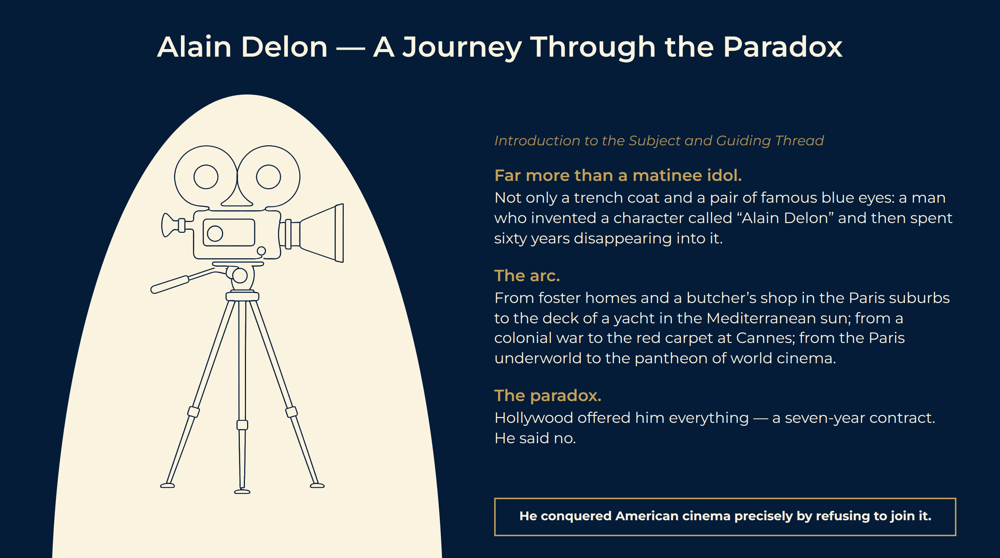 Alain Delon — A Journey Through the Paradox
Introduction to the Subject and Guiding Thread
Far more than a matinee idol.
Not only a trench coat and a pair of famous blue eyes: a man
who invented a character called “Alain Delon” and then spent
sixty years disappearing into it.
The arc.
From foster homes and a butcher’s shop in the Paris suburbs
to the deck of a yacht in the Mediterranean sun; from a
colonial war to the red carpet at Cannes; from the Paris
underworld to the pantheon of world cinema.
The paradox.
Hollywood offered him everything — a seven-year contract.
He said no.
He conquered American cinema precisely by refusing to join it.